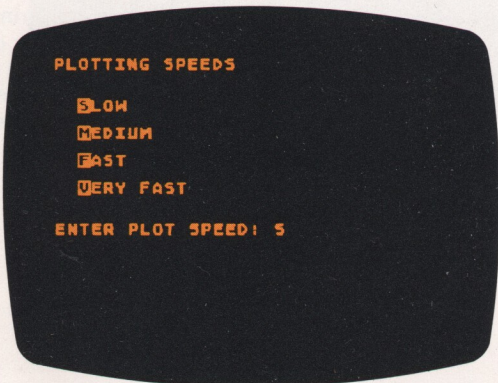 PLOTTING SPEEDS
SLOW
MEDIUM
FAST
VERY FAST
ENTER PLOT SPEED: S